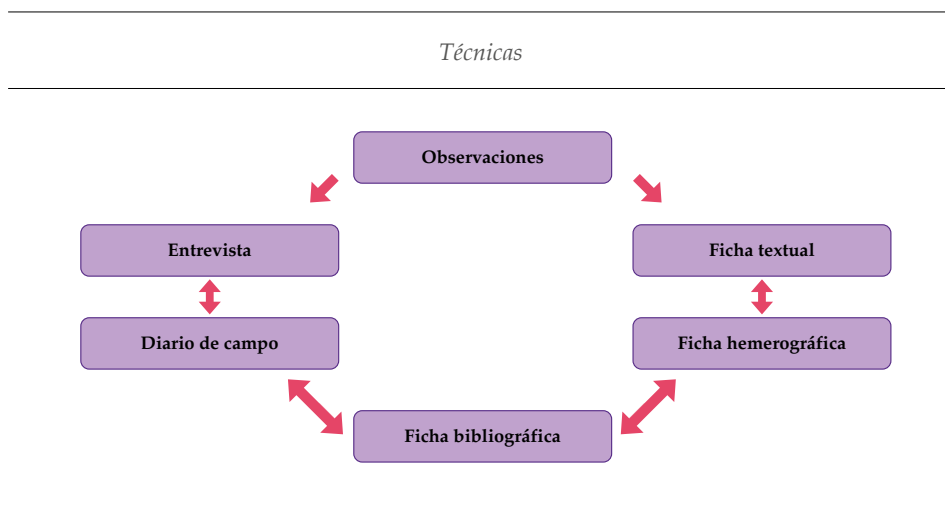 Técnicas
Observaciones
Entrevista
Ficha textual
Diario de campo
Ficha hemerográfica
Ficha bibliográfica